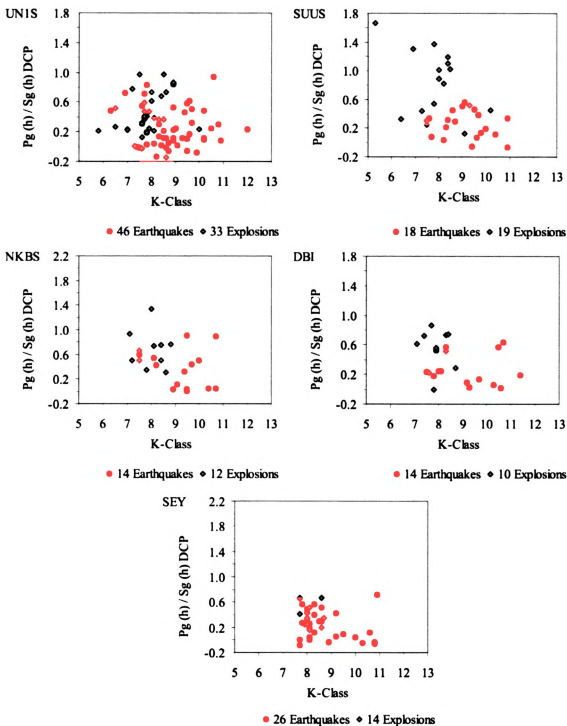 UN1S
1.8
1.4
1.0
0.6
0.2
-0.2
Pg (h) / Sg (h) DCP
5 6 7 8 9 10 11 12 13
K-Class
46 Earthquakes 33 Explosions
SUUS
1.8
1.4
1.0
0.6
0.2
-0.2
Pg (h) / Sg (h) DCP
5 6 7 8 9 10 11 12 13
K-Class
18 Earthquakes 19 Explosions
NKBS
2.2
1.8
1.4
1.0
0.6
0.2
-0.2
Pg (h) / Sg (h) DCP
5 6 7 8 9 10 11 12 13
K-Class
14 Earthquakes 12 Explosions
DBI
1.8
1.4
1.0
0.6
0.2
-0.2
Pg (h) / Sg (h) DCP
5 6 7 8 9 10 11 12 13
K-Class
14 Earthquakes 10 Explosions
SEY
2.2
1.8
1.4
1.0
0.6
0.2
-0.2
Pg (h) / Sg (h) DCP
5 6 7 8 9 10 11 12 13
K-Class
26 Earthquakes 14 Explosions